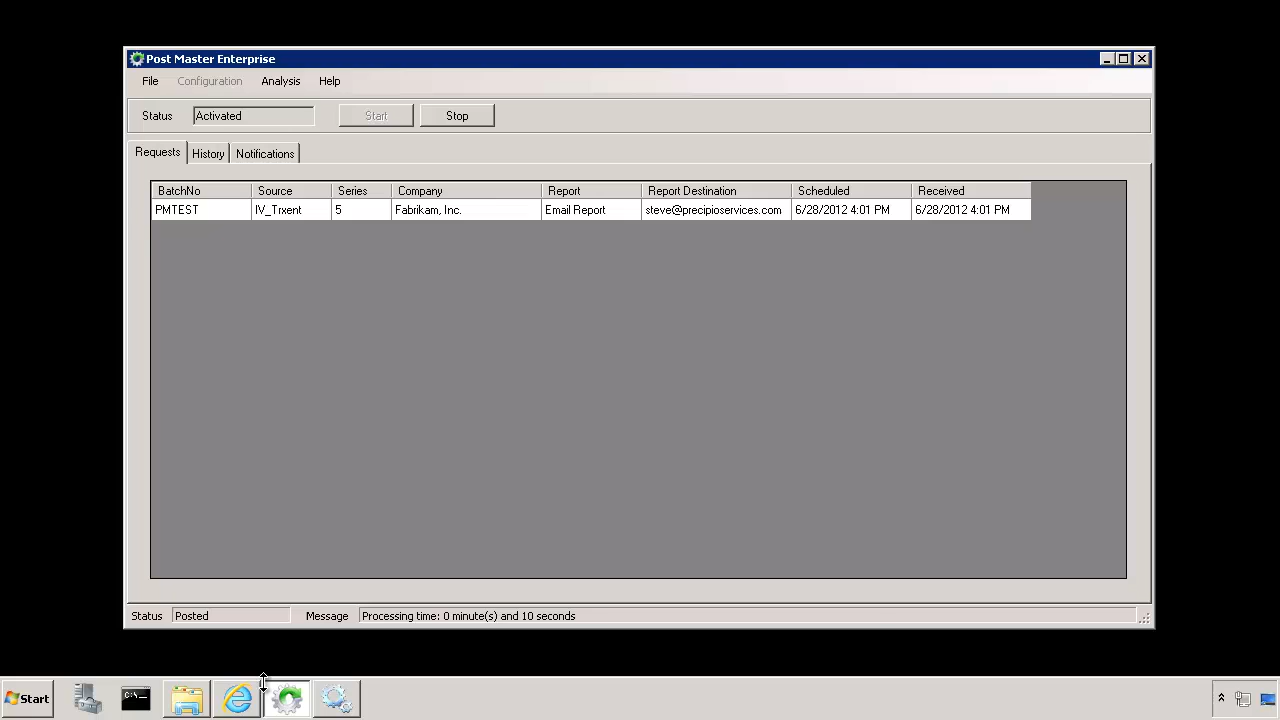 Post Master Enterprise
File Configuration Analysis Help
Status Activated Start Stop
Requests History Notifications
BatchNo Source Series Company Report Report Destination Scheduled Received
PMTEST IV_Trxent 5 Fabrikam, Inc. Email Report steve@precipioservices.com 6/28/2012 4:01 PM 6/28/2012 4:01 PM
Status Posted Message Processing time: 0 minute(s) and 10 seconds
Start